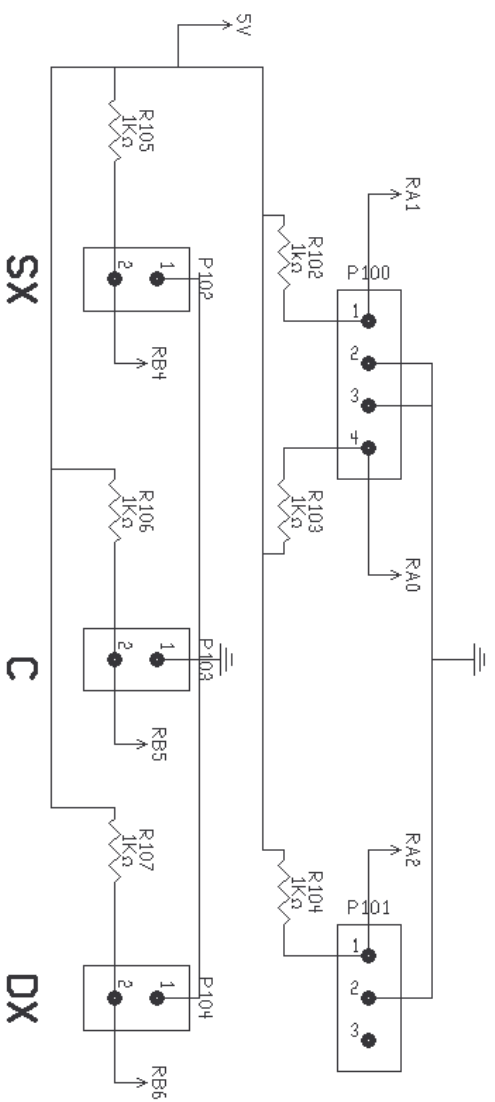 5V
RA1
R105
1KΩ
R102
1KΩ
P100
SX
2
1
P102
1
2
3
4
RB4
R106
1KΩ
R103
1KΩ
RA0
C
2
1
P103
RB5
R107
1KΩ
RA2
R104
1KΩ
P101
DX
2
1
P104
1
2
3
RB6